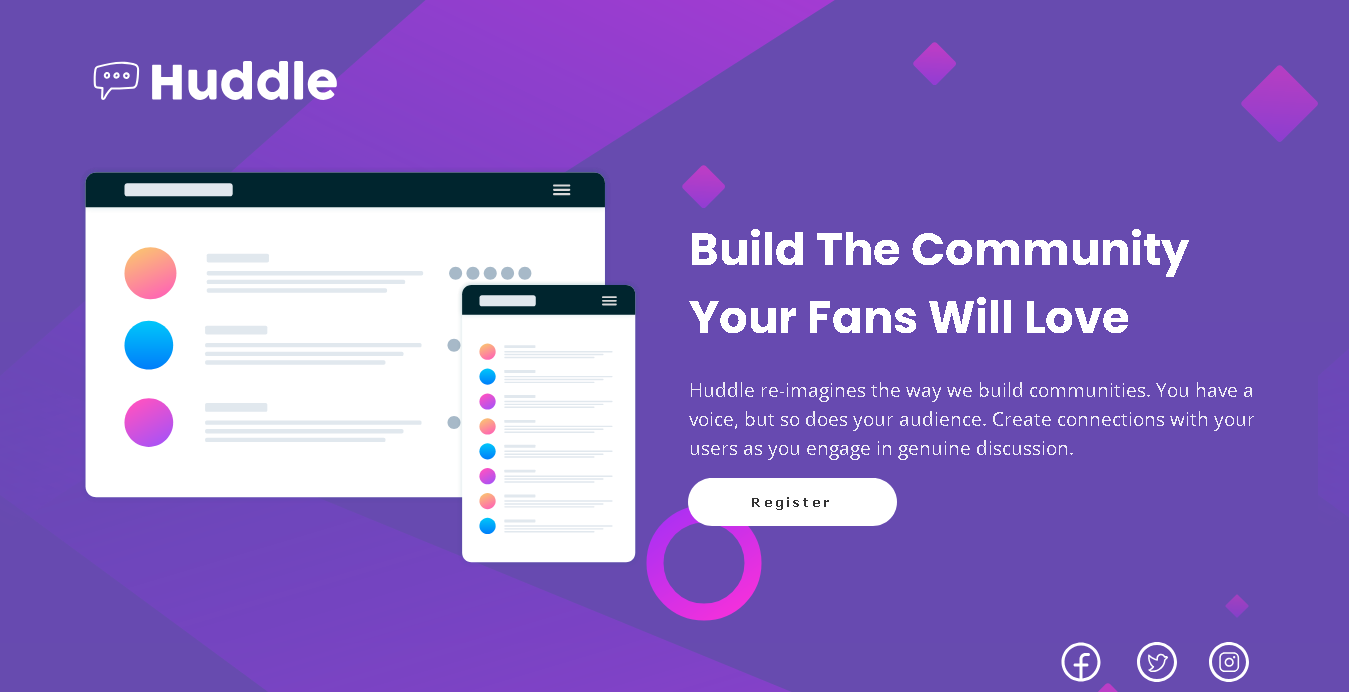 Huddle
Build The Community
Your Fans Will Love
Huddle re-imagines the way we build communities. You have a
voice, but so does your audience. Create connections with your
users as you engage in genuine discussion.
Register